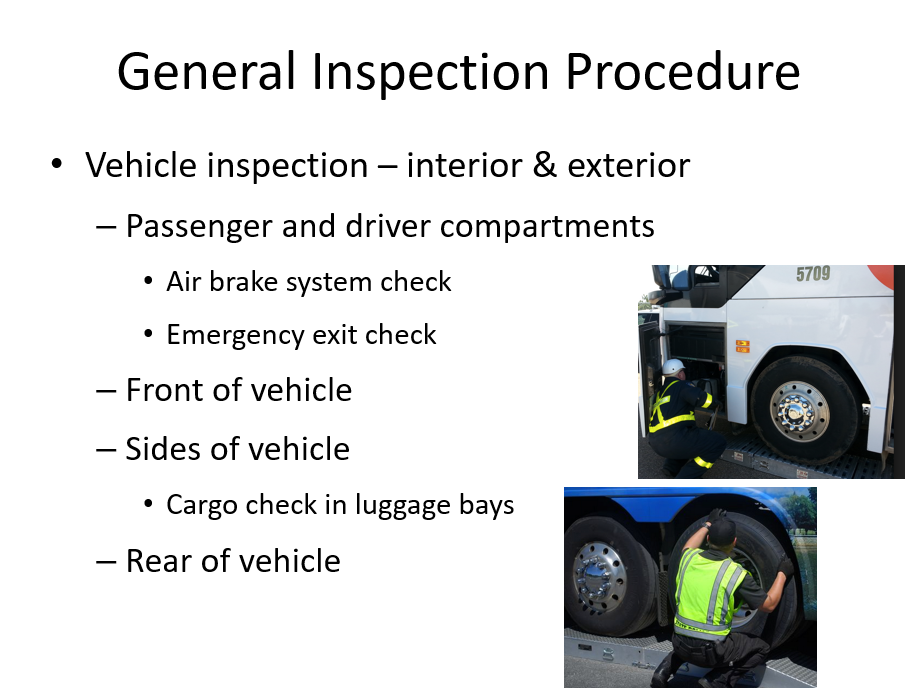 General Inspection Procedure
• Vehicle inspection – interior & exterior
– Passenger and driver compartments
• Air brake system check
• Emergency exit check
– Front of vehicle
– Sides of vehicle
• Cargo check in luggage bays
– Rear of vehicle
5709